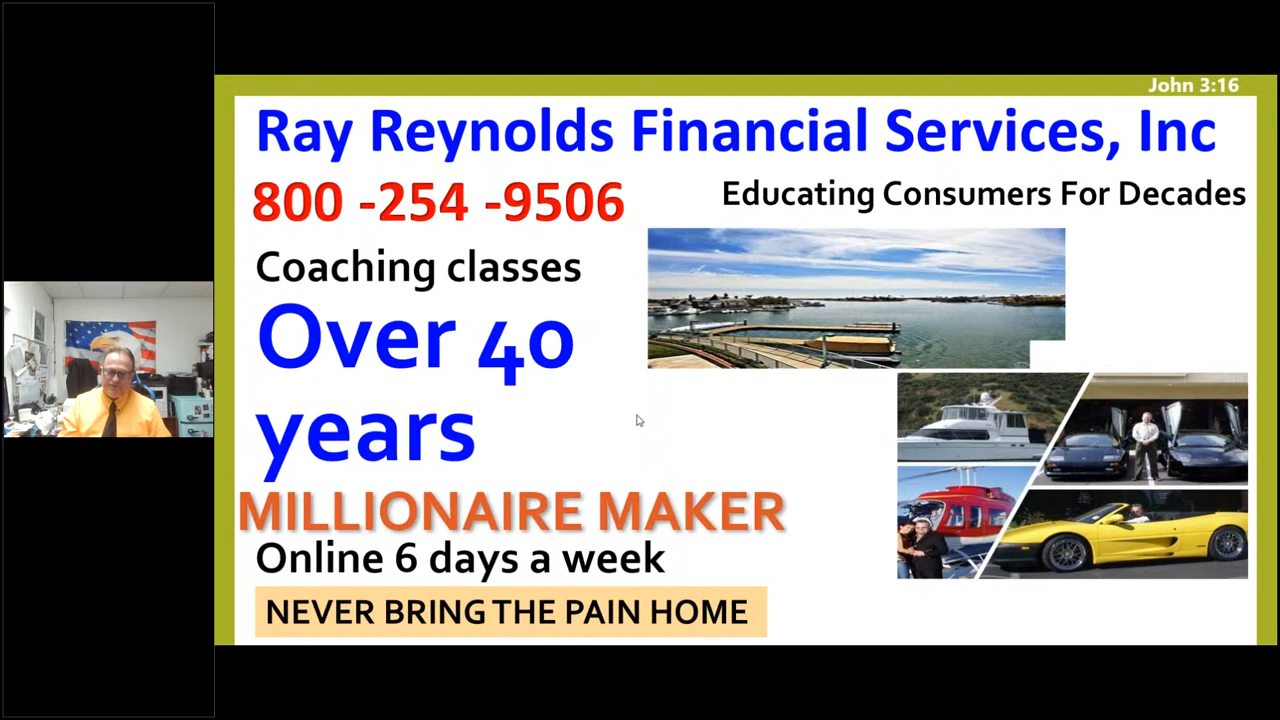 John 3:16
Ray Reynolds Financial Services, Inc
800 -254 -9506
Educating Consumers For Decades
Coaching classes
Over 40
years
MILLIONAIRE MAKER
Online 6 days a week
NEVER BRING THE PAIN HOME